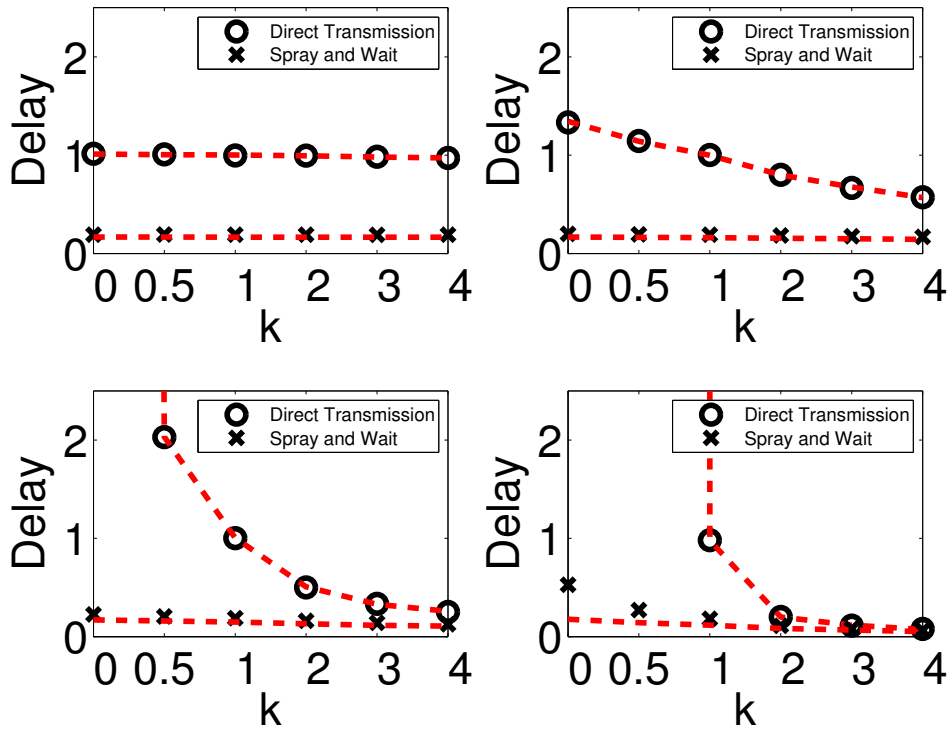 Direct Transmission
Spray and Wait
Delay
2
1
0
0 0.5 1 2 3 4
k
Direct Transmission
Spray and Wait
Delay
2
1
0
0 0.5 1 2 3 4
k
Direct Transmission
Spray and Wait
Delay
2
1
0
0 0.5 1 2 3 4
k
Direct Transmission
Spray and Wait
Delay
2
1
0
0 0.5 1 2 3 4
k